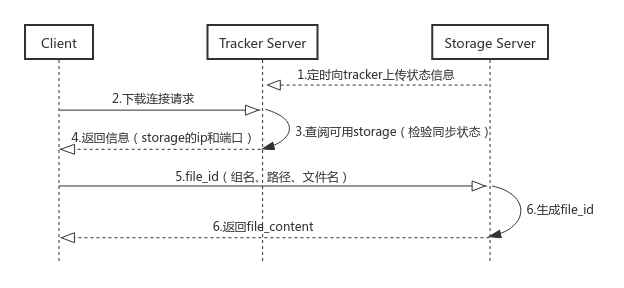 Client
Tracker Server
Storage Server
1.定时向tracker上传状态信息
2.下载连接请求
3.查阅可用storage（检验同步状态）
4.返回信息（storage的ip和端口）
5.file_id（组名、路径、文件名）
6.生成file_id
6.返回file_content